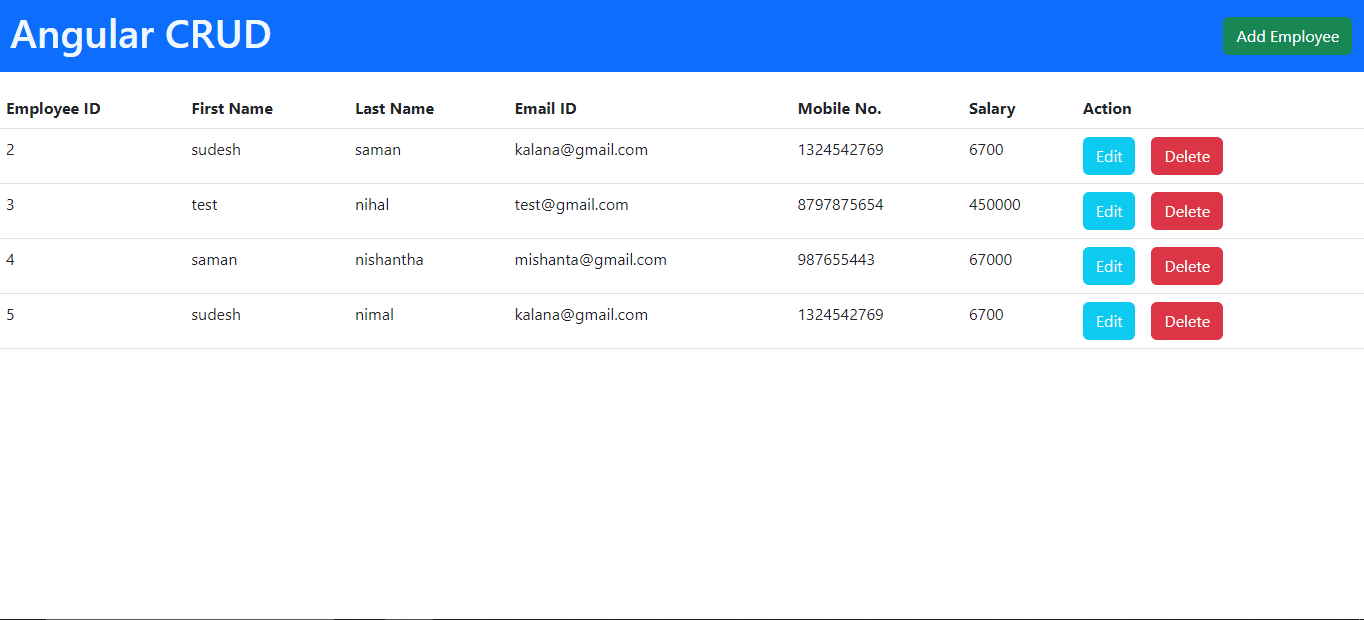 Angular CRUD Add Employee
Employee ID First Name Last Name Email ID Mobile No. Salary Action
2 sudesh saman kalana@gmail.com 1324542769 6700 Edit Delete
3 test nihal test@gmail.com 8797875654 450000 Edit Delete
4 saman nishantha mishanta@gmail.com 987655443 67000 Edit Delete
5 sudesh nimal kalana@gmail.com 1324542769 6700 Edit Delete